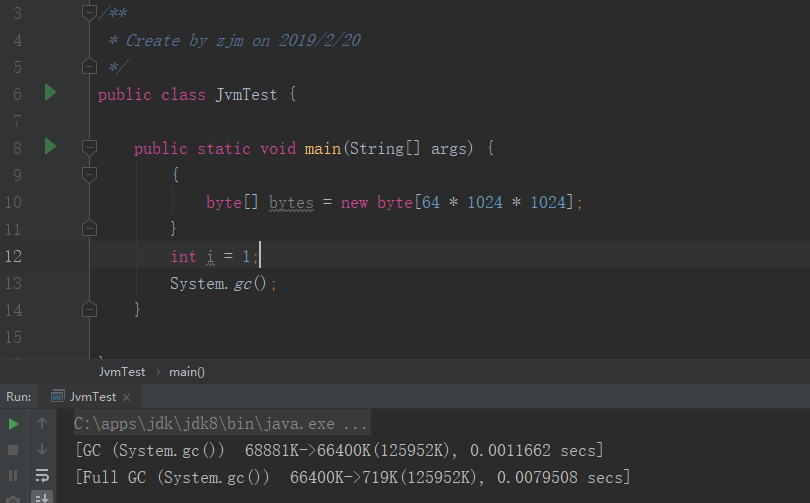 3 /**
4 * Create by zjm on 2019/2/20
5 */
6 public class JvmTest {
7
8 public static void main(String[] args) {
9 {
10 byte[] bytes = new byte[64 * 1024 * 1024];
11 }
12 int i = 1;
13 System.gc();
14 }
15
JvmTest › main()
Run: JvmTest ×
C:\apps\jdk\jdk8\bin\java.exe ...
[GC (System.gc())  68881K->66400K(125952K), 0.0011662 secs]
[Full GC (System.gc())  66400K->719K(125952K), 0.0079508 secs]